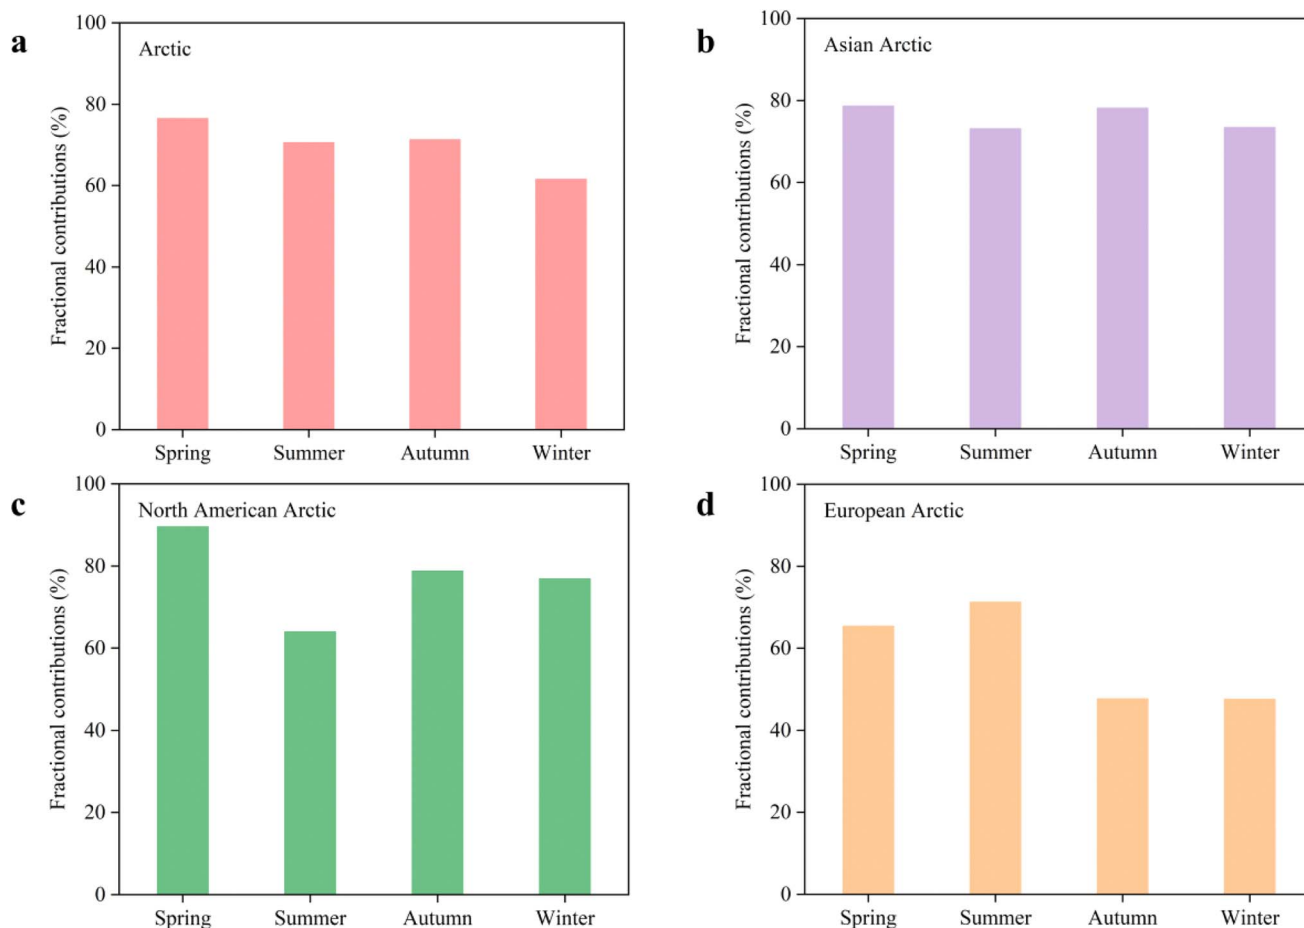 a
Arctic
Fractional contributions (%)
100
80
60
40
20
0
Spring Summer Autumn Winter
b
Asian Arctic
Fractional contributions (%)
100
80
60
40
20
0
Spring Summer Autumn Winter
c
North American Arctic
Fractional contributions (%)
100
80
60
40
20
0
Spring Summer Autumn Winter
d
European Arctic
Fractional contributions (%)
100
80
60
40
20
0
Spring Summer Autumn Winter